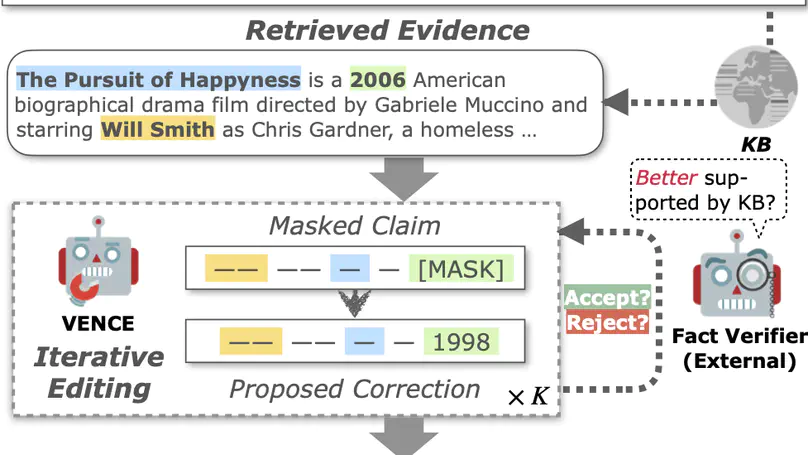 Retrieved Evidence
The Pursuit of Happyness is a 2006 American
biographical drama film directed by Gabriele Muccino and
starring Will Smith as Chris Gardner, a homeless ...
KB
Better sup-
ported by KB?
Masked Claim
—— —— — — [MASK]
VENCE
Iterative
Editing
—— —— — — 1998
Proposed Correction
× K
Accept?
Reject?
Fact Verifier
(External)